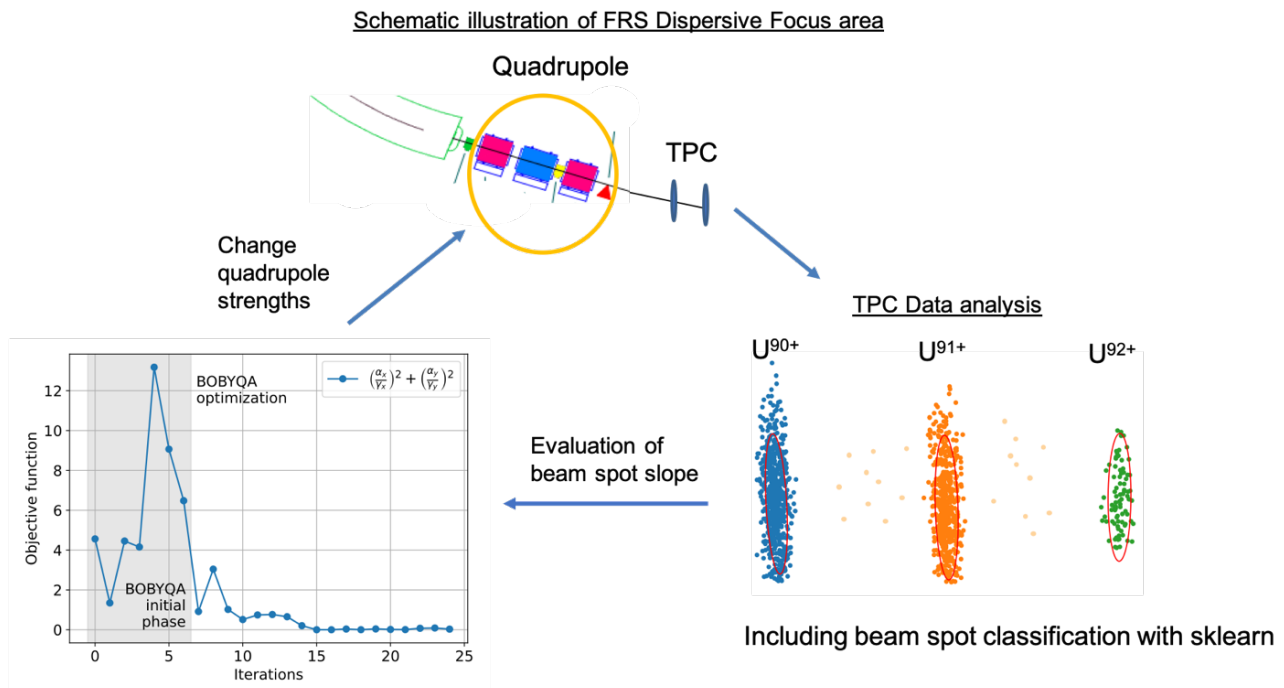 Schematic illustration of FRS Dispersive Focus area
Quadrupole
TPC
Change
quadrupole
strengths
TPC Data analysis
U⁹⁰⁺
U⁹¹⁺
U⁹²⁺
Evaluation of
beam spot slope
Including beam spot classification with sklearn
Objective function
12
10
8
6
4
2
0
(αₓ/γₓ)² + (αᵧ/γᵧ)²
BOBYQA
optimization
BOBYQA
initial
phase
0 5 10 15 20 25
Iterations